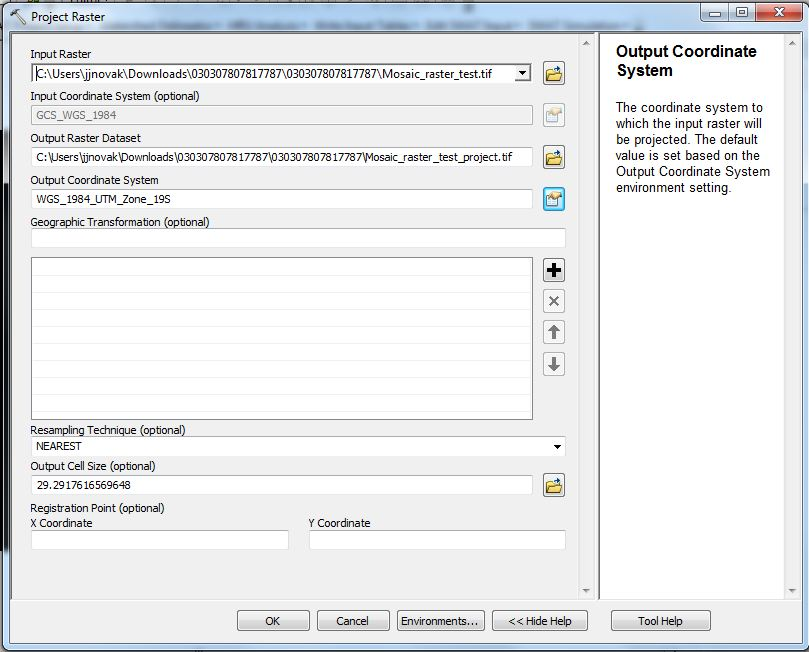 Project Raster
Input Raster
C:\Users\jjnovak\Downloads\030307807817787\030307807817787\Mosaic_raster_test.tif
Input Coordinate System (optional)
GCS_WGS_1984
Output Raster Dataset
C:\Users\jjnovak\Downloads\030307807817787\030307807817787\Mosaic_raster_test_project.tif
Output Coordinate System
WGS_1984_UTM_Zone_19S
Geographic Transformation (optional)
Resampling Technique (optional)
NEAREST
Output Cell Size (optional)
29.2917616569648
Registration Point (optional)
X Coordinate
Y Coordinate
OK
Cancel
Environments...
<< Hide Help
Tool Help
Output Coordinate
System
The coordinate system to
which the input raster will
be projected. The default
value is set based on the
Output Coordinate System
environment setting.